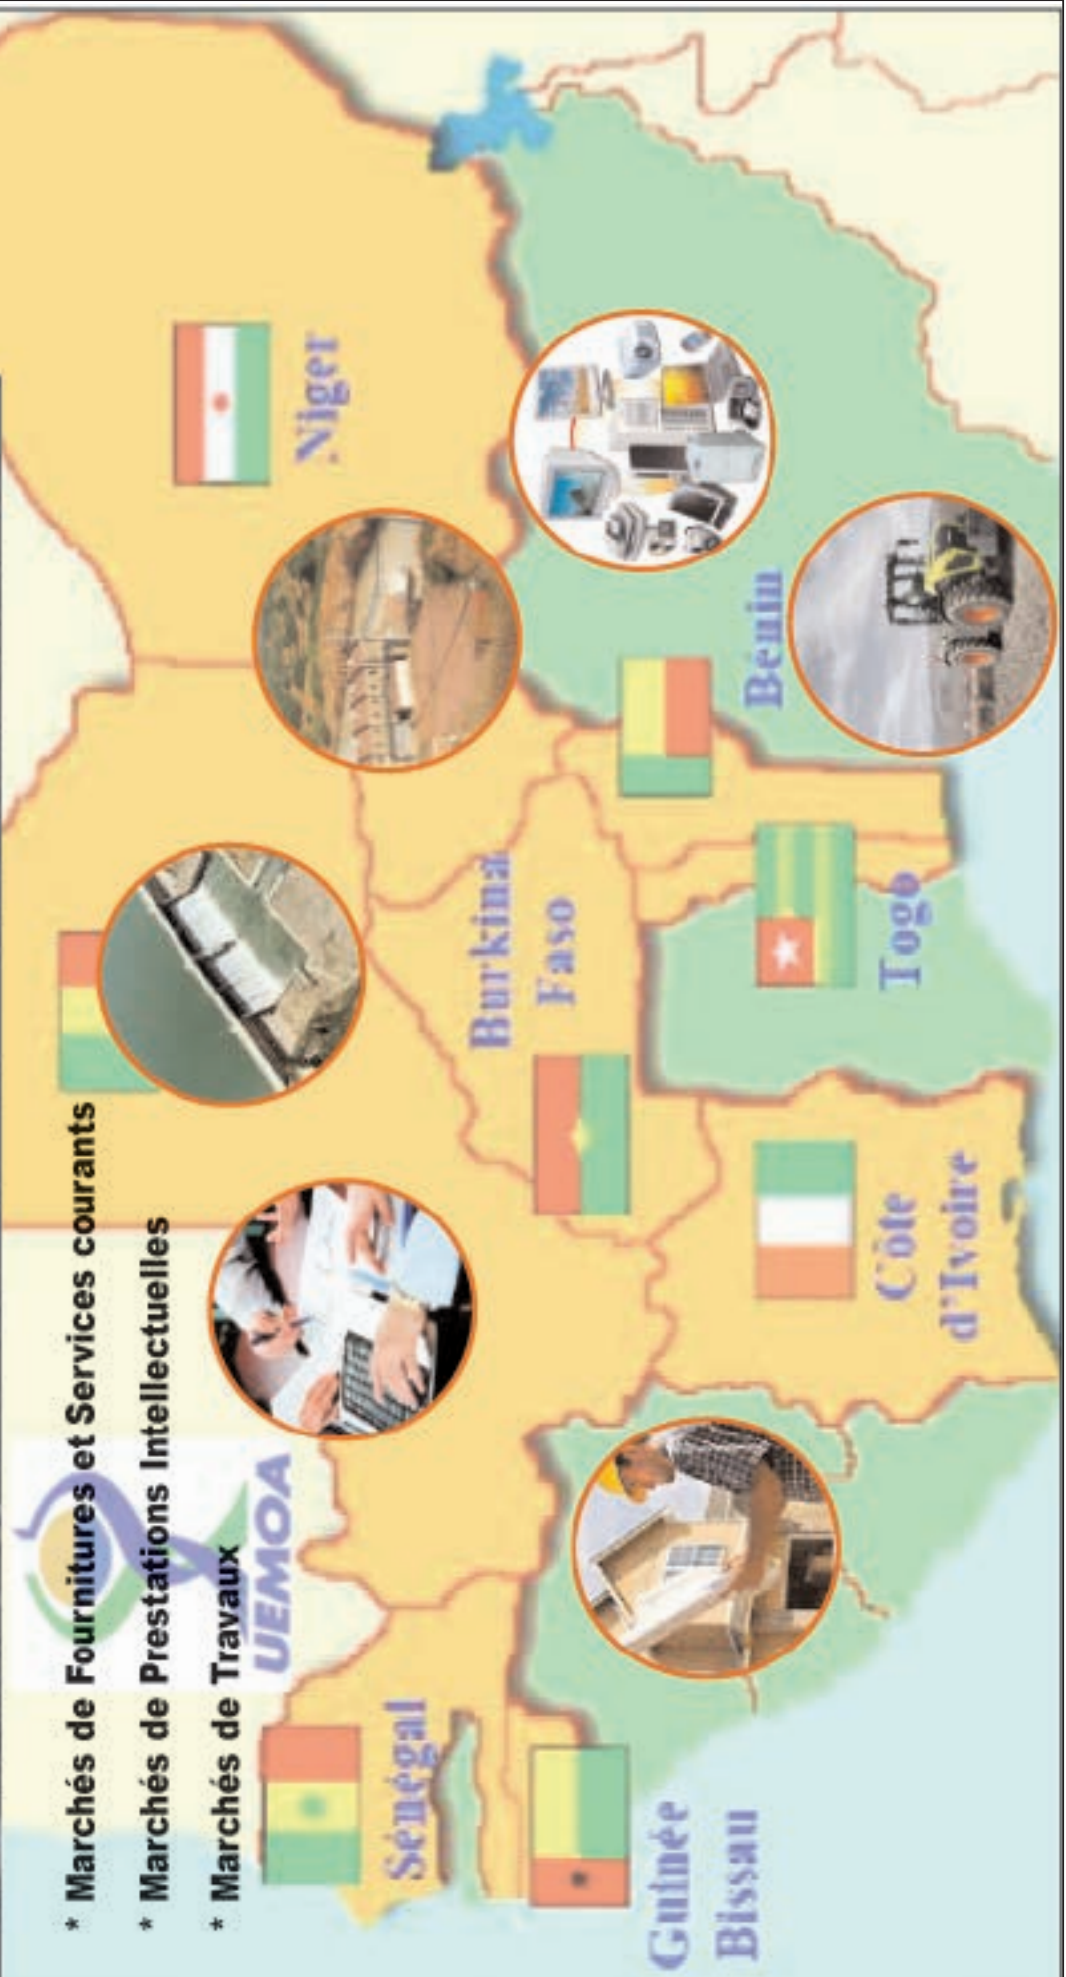 * Marchés de Fournitures et Services courants
* Marchés de Prestations Intellectuelles
* Marchés de Travaux
UEMOA
Sénégal
Guinée
Bissau
Burkina
Faso
Côte
d'Ivoire
Togo
Benin
Niger